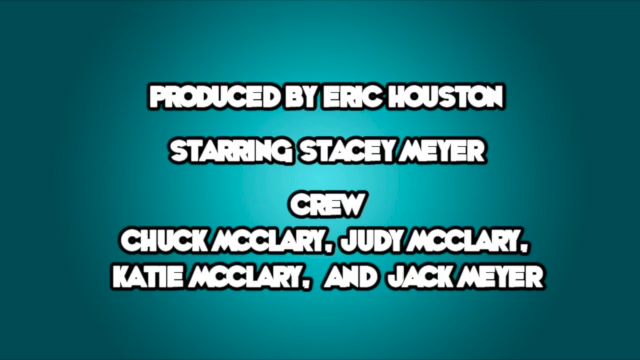 PRODUCED BY ERIC HOUSTON
STARRING STACEY MEYER
CREW
CHUCK MCCLARY, JUDY MCCLARY,
KATIE MCCLARY, AND JACK MEYER